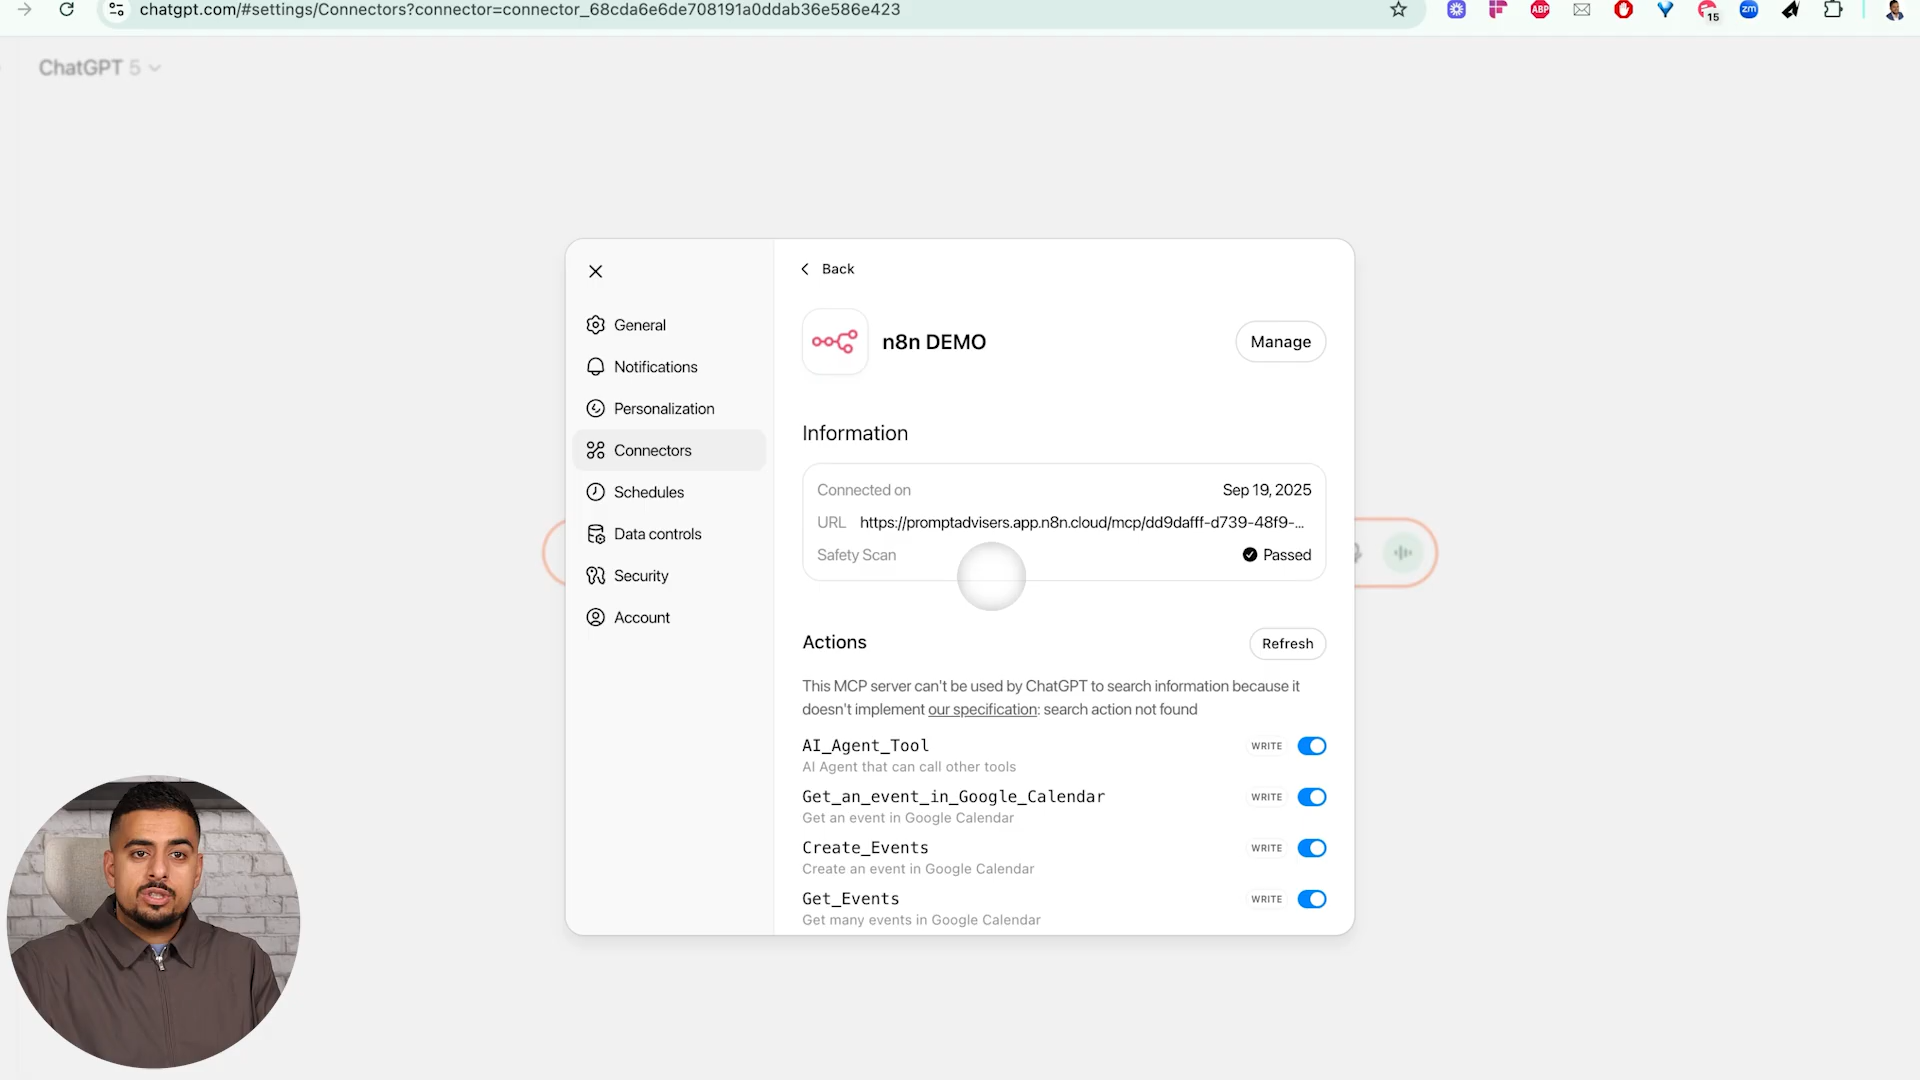 chatgpt.com/#settings/Connectors?connector=connector_68cda6e6de708191a0ddab36e586e423
ABP
15
zm
ChatGPT 5
Back
General
Notifications
Personalization
Connectors
Schedules
Data controls
Security
Account
n8n DEMO
Manage
Information
Connected on Sep 19, 2025
URL https://promptadvisers.app.n8n.cloud/mcp/dd9dafff-d739-48f9-...
Safety Scan Passed
Actions
Refresh
This MCP server can't be used by ChatGPT to search information because it
doesn't implement our specification: search action not found
AI_Agent_Tool WRITE
AI Agent that can call other tools
Get_an_event_in_Google_Calendar WRITE
Get an event in Google Calendar
Create_Events WRITE
Create an event in Google Calendar
Get_Events WRITE
Get many events in Google Calendar